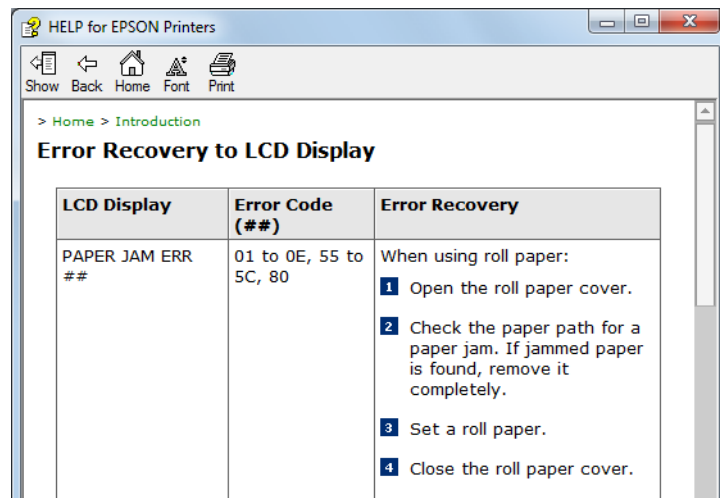 HELP for EPSON Printers
Show Back Home Font Print
> Home > Introduction
Error Recovery to LCD Display
LCD Display
Error Code
(##)
Error Recovery
PAPER JAM ERR
##
01 to 0E, 55 to
5C, 80
When using roll paper:
1 Open the roll paper cover.
2 Check the paper path for a
paper jam. If jammed paper
is found, remove it
completely.
3 Set a roll paper.
4 Close the roll paper cover.